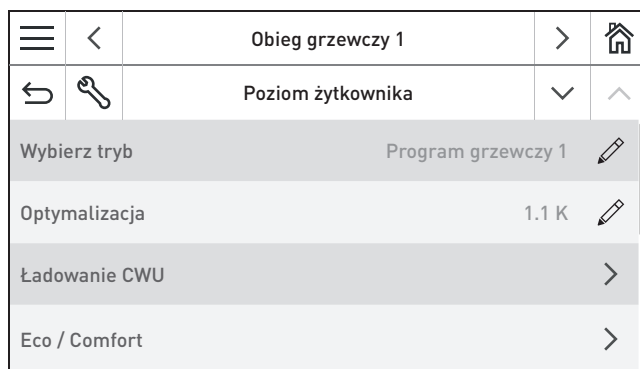 Obieg grzewczy 1
Poziom żytkownika
Wybierz tryb Program grzewczy 1
Optymalizacja 1.1 K
Ładowanie CWU
Eco / Comfort